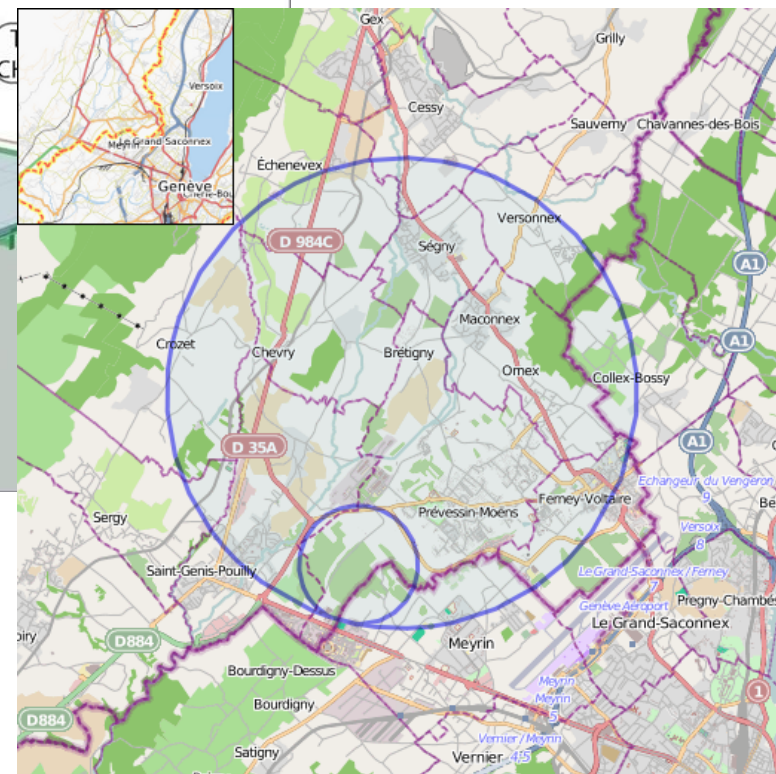 Gex
Grilly
Versoix
Cessy
Sauverny
Chavannes-des-Bois
Meyrin
Le Grand-Saconnex
Échenevex
Genève
Versonnex
D 984C
Ségny
A1
Maconnex
A1
Crozet
Chevry
Brétigny
Ornex
Collex-Bossy
D 35A
A1
Echangeur du Vengeron
9
Ferney-Voltaire
Sergy
Prévessin-Moëns
Versoix
8
Saint-Genis-Pouilly
Le Grand-Saconnex / Ferney
7
Genève Aéroport
Pregny-Chambés
Le Grand-Saconnex
D884
Meyrin
Bourdigny-Dessus
Meyrin
Meyrin
5
1
Bourdigny
D884
Vernier / Meyrin
4,5
Satigny
Vernier